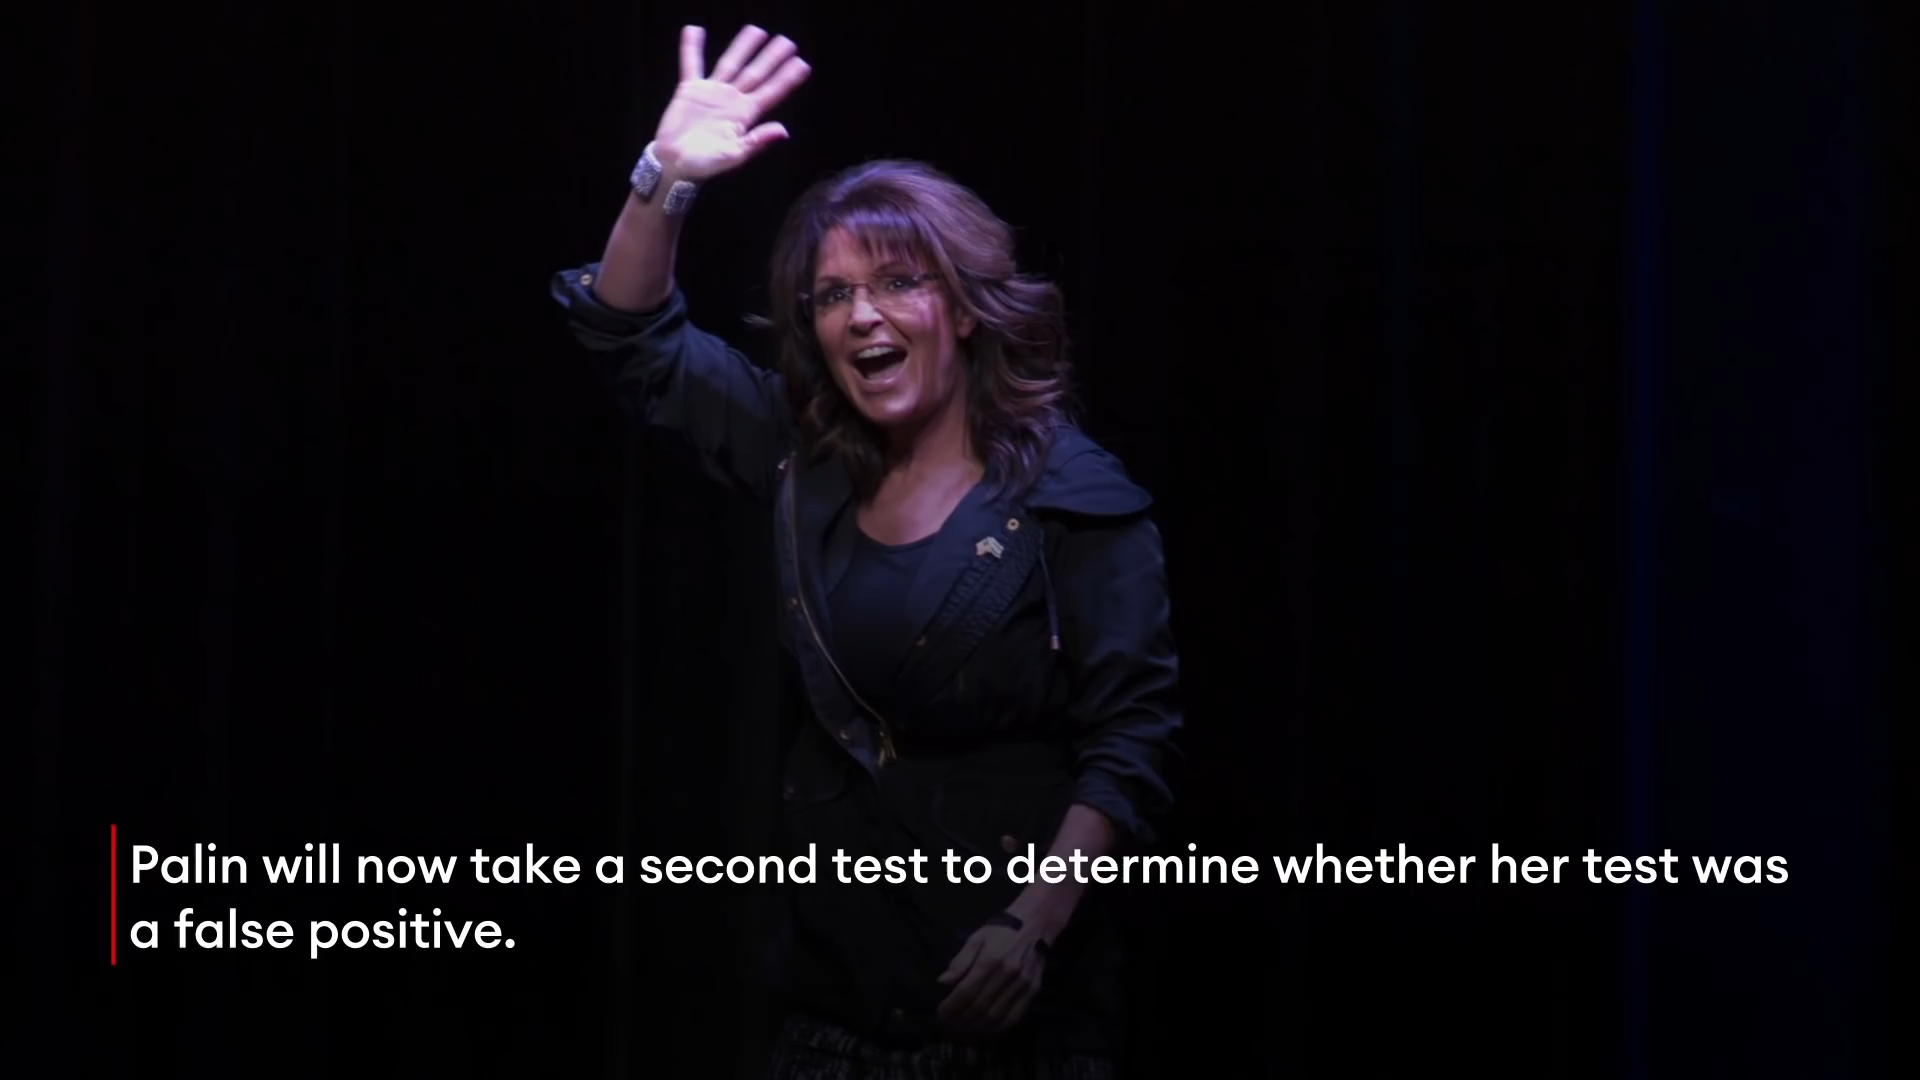 Palin will now take a second test to determine whether her test was
a false positive.